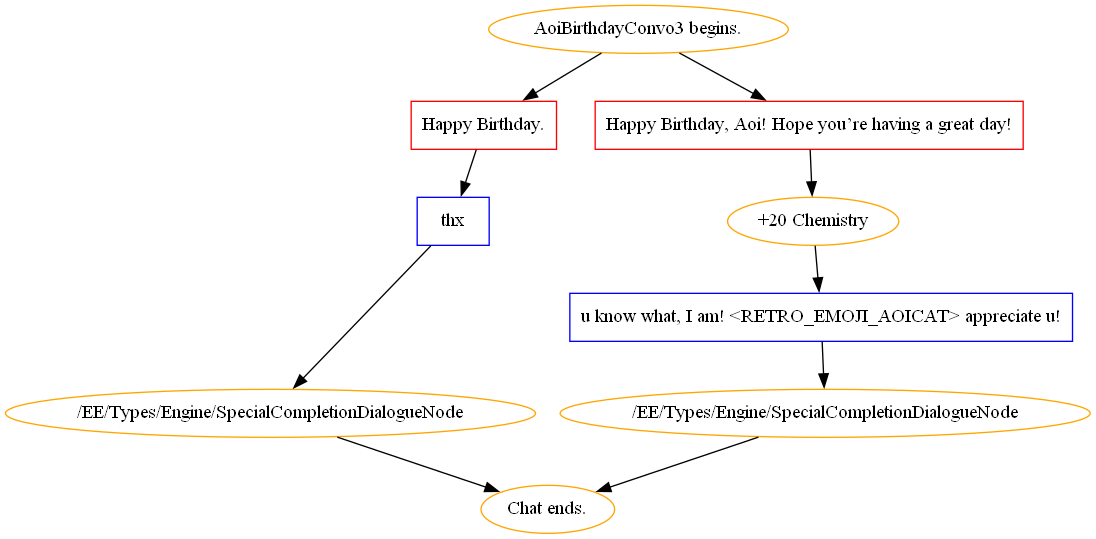 AoiBirthdayConvo3 begins.
Happy Birthday.
Happy Birthday, Aoi! Hope you’re having a great day!
thx
+20 Chemistry
u know what, I am! <RETRO_EMOJI_AOICAT> appreciate u!
/EE/Types/Engine/SpecialCompletionDialogueNode
/EE/Types/Engine/SpecialCompletionDialogueNode
Chat ends.